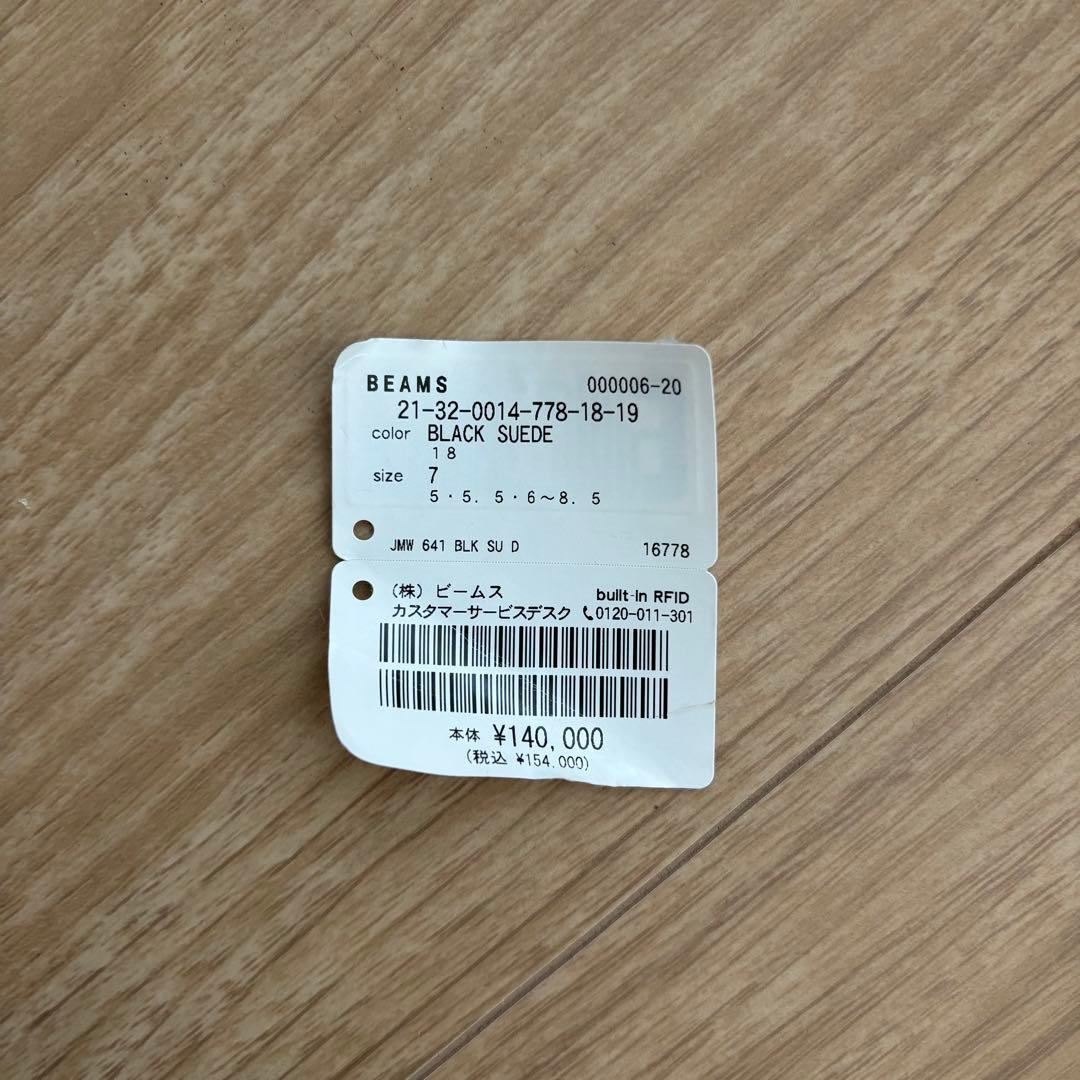 BEAMS 000006-20
21-32-0014-778-18-19
color BLACK SUEDE
18
size 7
5・5.5・6～8.5
JMW 641 BLK SU D 16778
(株) ビームス built-in RFID
カスタマーサービスデスク 0120-011-301
本体 ¥140,000
(税込 ¥154,000)